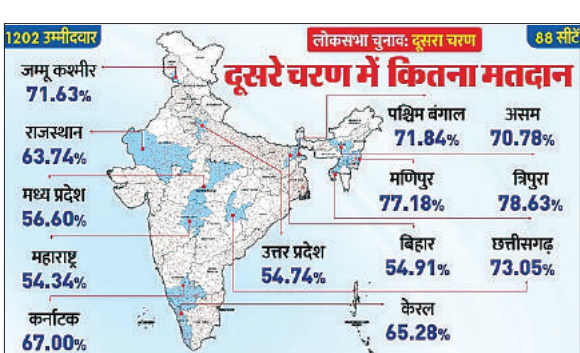 1202 उम्मीदवार
लोकसभा चुनाव: दूसरा चरण
88 सीटें
दूसरे चरण में कितना मतदान
जम्मू कश्मीर
71.63%
राजस्थान
63.74%
मध्य प्रदेश
56.60%
महाराष्ट्र
54.34%
कर्नाटक
67.00%
उत्तर प्रदेश
54.74%
पश्चिम बंगाल
71.84%
असम
70.78%
मणिपुर
77.18%
त्रिपुरा
78.63%
बिहार
54.91%
छत्तीसगढ़
73.05%
केरल
65.28%